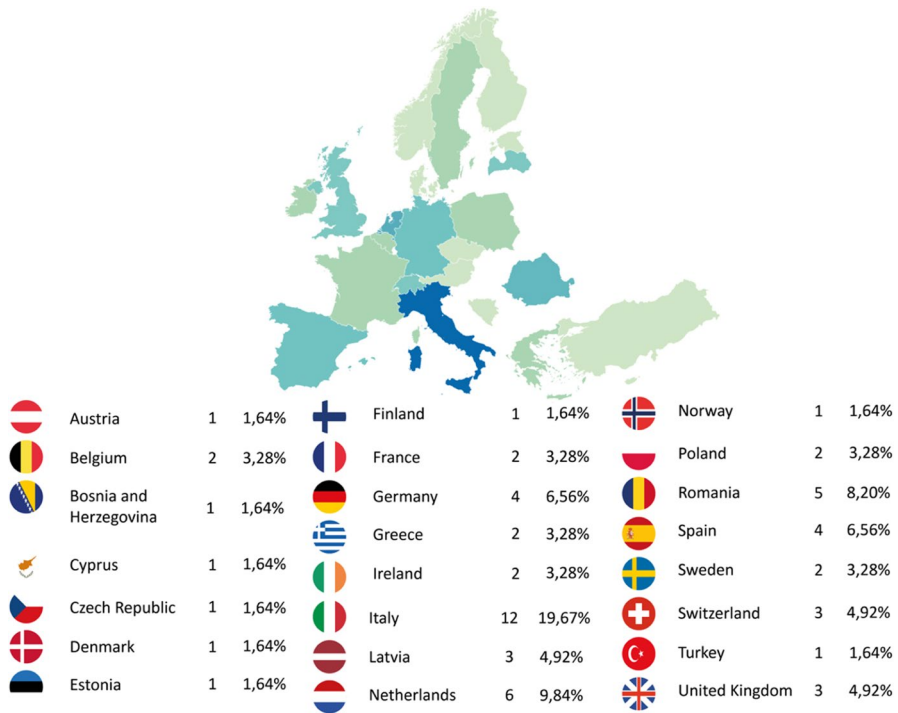 Austria 1 1,64%
Belgium 2 3,28%
Bosnia and
Herzegovina 1 1,64%
Cyprus 1 1,64%
Czech Republic 1 1,64%
Denmark 1 1,64%
Estonia 1 1,64%
Finland 1 1,64%
France 2 3,28%
Germany 4 6,56%
Greece 2 3,28%
Ireland 2 3,28%
Italy 12 19,67%
Latvia 3 4,92%
Netherlands 6 9,84%
Norway 1 1,64%
Poland 2 3,28%
Romania 5 8,20%
Spain 4 6,56%
Sweden 2 3,28%
Switzerland 3 4,92%
Turkey 1 1,64%
United Kingdom 3 4,92%